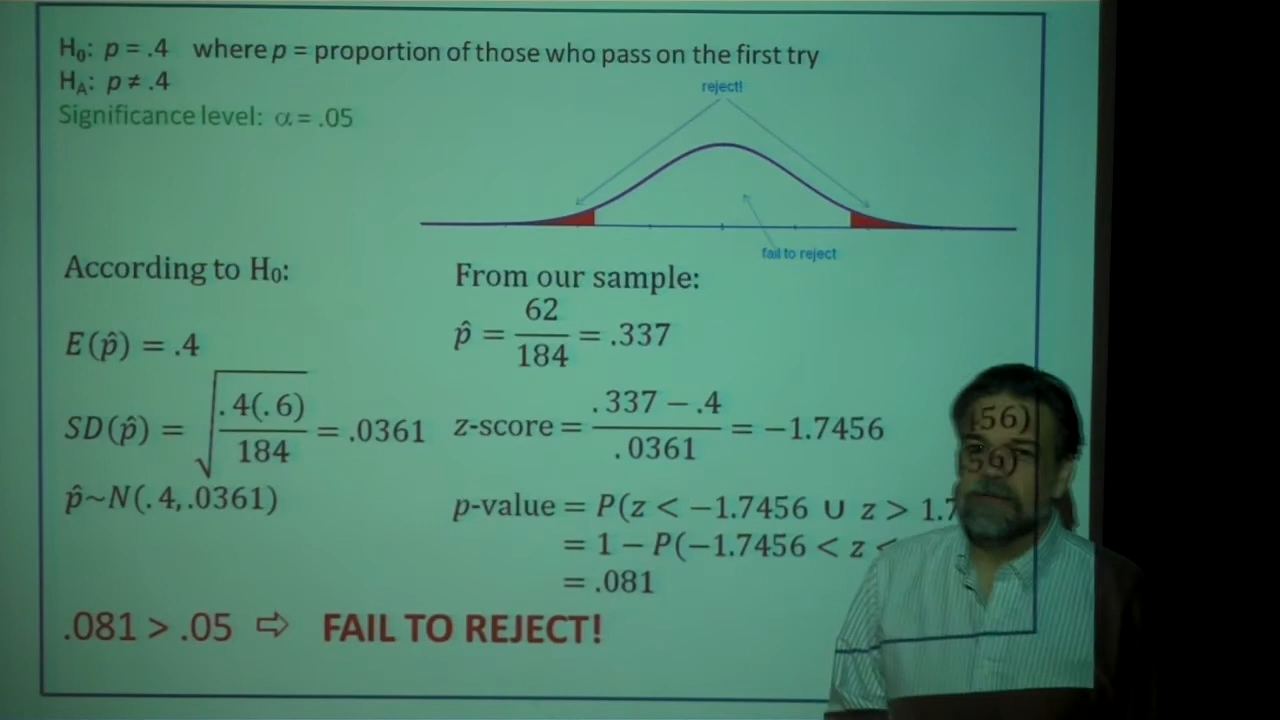 H₀: p = .4 where p = proportion of those who pass on the first try
H_A: p ≠ .4
Significance level: α = .05
reject!
fail to reject
According to H₀:
E(p̂) = .4
SD(p̂) = √(.4(.6)/184) = .0361
p̂~N(.4,.0361)
From our sample:
p̂ = 62/184 = .337
z-score = (.337 − .4)/.0361 = −1.7456
p-value = P(z < −1.7456 ∪ z > 1.7 56)
= 1 − P(−1.7456 < z < 56)
= .081
.081 > .05 ⇨ FAIL TO REJECT!